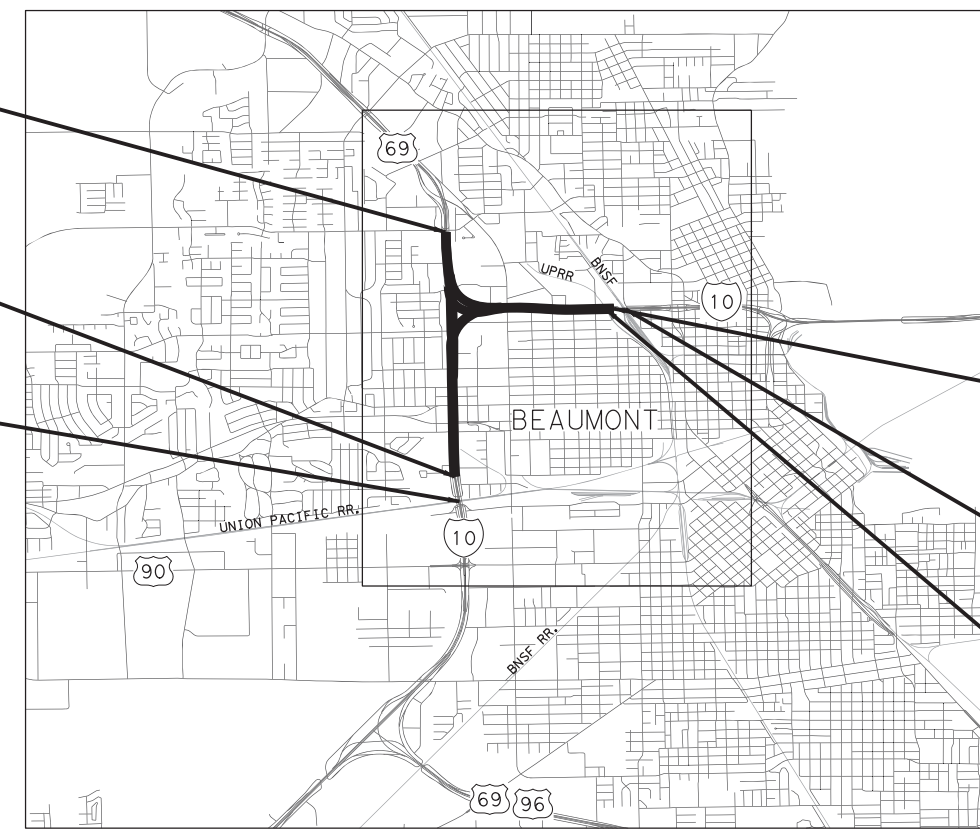 69
UPRR
BNSF
10
BEAUMONT
UNION PACIFIC RR.
10
90
BNSF RR.
69
96